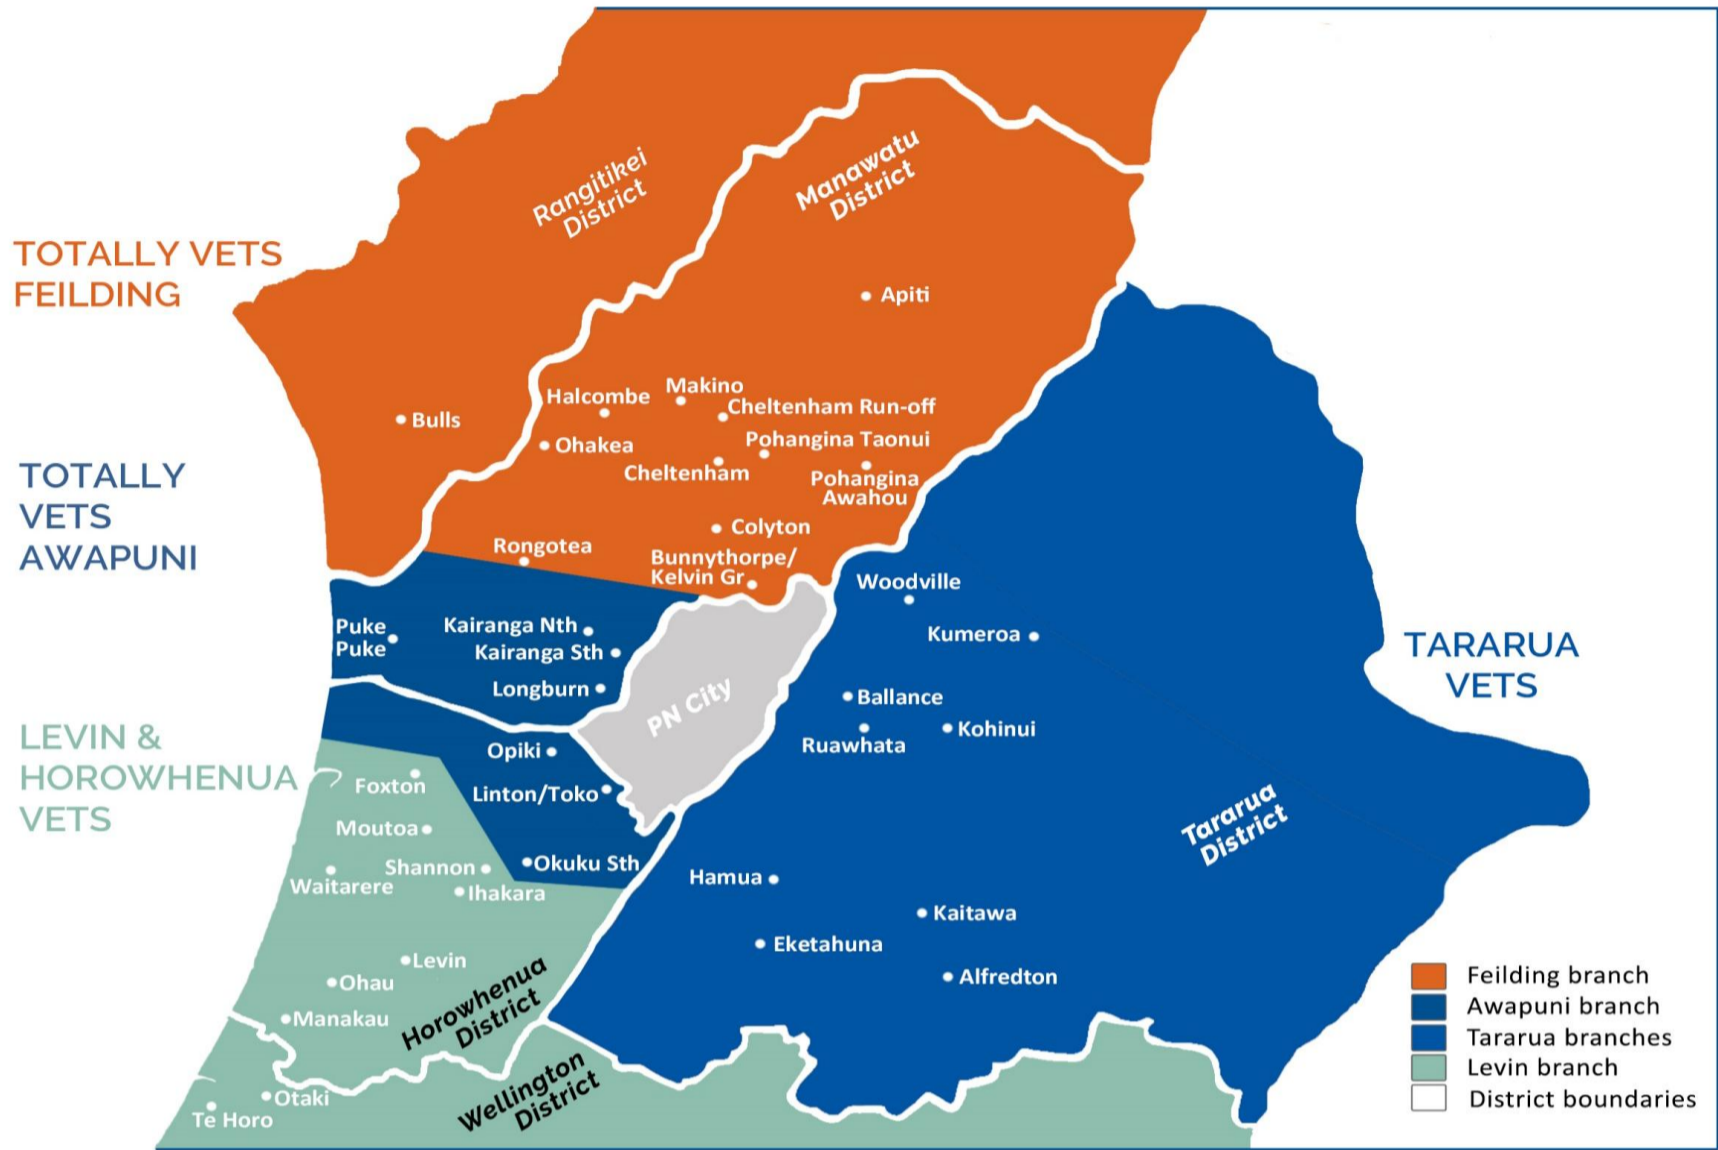 Rangitikei
District
Manawatu
District
TOTALLY VETS
FEILDING
Apiti
Makino
Halcombe
Cheltenham Run-off
Bulls
Ohakea
Pohangina Taonui
Cheltenham
Pohangina
Awahou
TOTALLY
VETS
AWAPUNI
Colyton
Rongotea
Bunnythorpe/
Kelvin Gr
Woodville
Puke
Puke
Kairanga Nth
Kairanga Sth
Kumeroa
TARARUA
VETS
Longburn
PN City
Ballance
Kohinui
Ruawhata
LEVIN &
HOROWHENUA
VETS
Opiki
Foxton
Linton/Toko
Moutoa
Tararua
District
Shannon
Okuku Sth
Waitarere
Ihakara
Hamua
Kaitawa
Eketahuna
Levin
Ohau
Alfredton
Manakau
Horowhenua
District
Wellington
District
Otaki
Te Horo
Feilding branch
Awapuni branch
Tararua branches
Levin branch
District boundaries